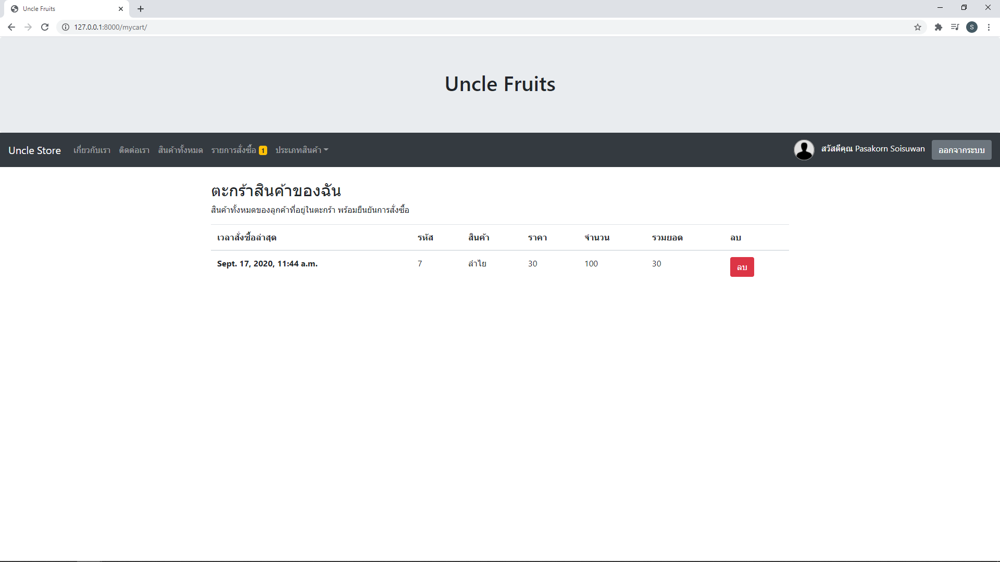 Uncle Fruits
127.0.0.1:8000/mycart/
S
Uncle Fruits
Uncle Store เกี่ยวกับเรา ติดต่อเรา สินค้าทั้งหมด รายการสั่งซื้อ 1 ประเภทสินค้า สวัสดีคุณ Pasakorn Soisuwan ออกจากระบบ
ตะกร้าสินค้าของฉัน
สินค้าทั้งหมดของลูกค้าที่อยู่ในตะกร้า พร้อมยืนยันการสั่งซื้อ
เวลาสั่งซื้อล่าสุด รหัส สินค้า ราคา จำนวน รวมยอด ลบ
Sept. 17, 2020, 11:44 a.m. 7 ลำไย 30 100 30 ลบ